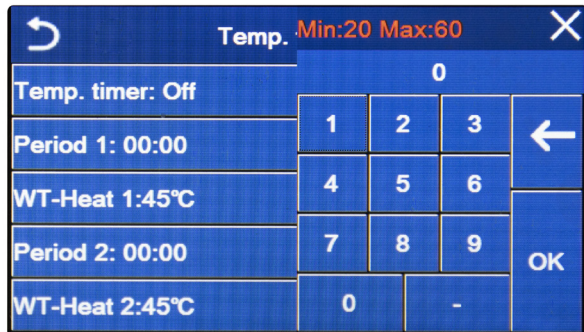 Temp.
Min:20 Max:60
0
Temp. timer: Off
Period 1: 00:00
WT-Heat 1:45℃
Period 2: 00:00
WT-Heat 2:45℃
1 2 3
4 5 6
7 8 9
OK
0 -